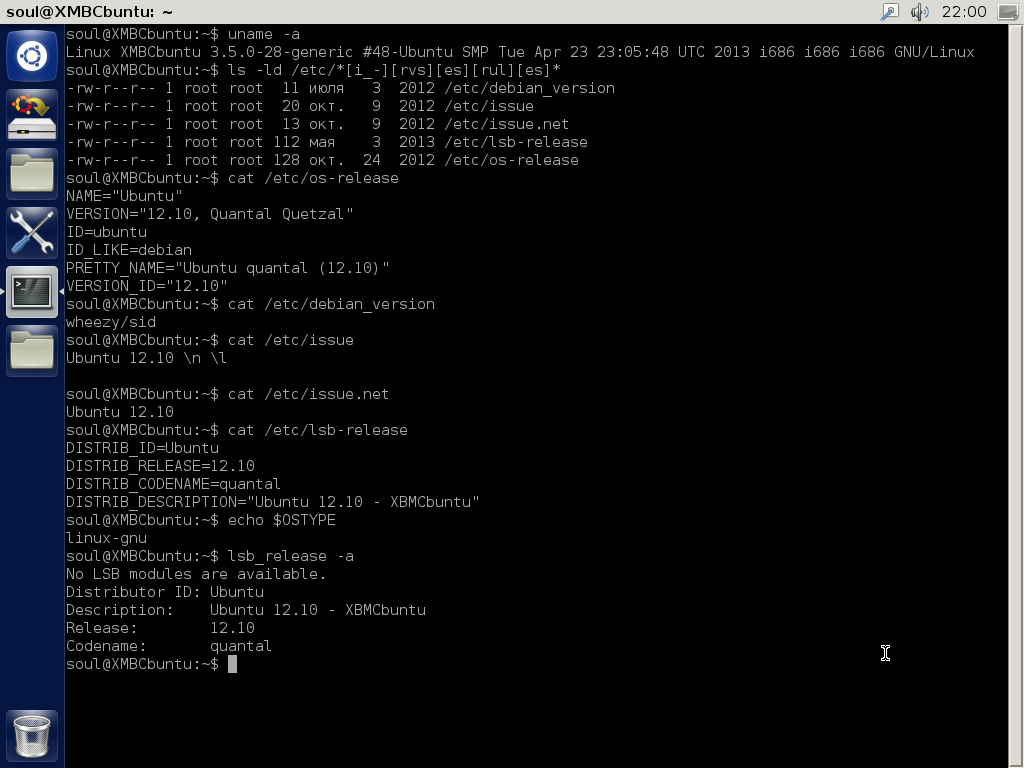 soul@XMBCbuntu: ~
22:00
soul@XMBCbuntu:~$ uname -a
Linux XMBCbuntu 3.5.0-28-generic #48-Ubuntu SMP Tue Apr 23 23:05:48 UTC 2013 i686 i686 i686 GNU/Linux
soul@XMBCbuntu:~$ ls -ld /etc/*[i_-][rvs][es][rul][es]*
-rw-r--r-- 1 root root  11 июля   3  2012 /etc/debian_version
-rw-r--r-- 1 root root  20 окт.   9  2012 /etc/issue
-rw-r--r-- 1 root root  13 окт.   9  2012 /etc/issue.net
-rw-r--r-- 1 root root 112 мая    3  2013 /etc/lsb-release
-rw-r--r-- 1 root root 128 окт.  24  2012 /etc/os-release
soul@XMBCbuntu:~$ cat /etc/os-release
NAME="Ubuntu"
VERSION="12.10, Quantal Quetzal"
ID=ubuntu
ID_LIKE=debian
PRETTY_NAME="Ubuntu quantal (12.10)"
VERSION_ID="12.10"
soul@XMBCbuntu:~$ cat /etc/debian_version
wheezy/sid
soul@XMBCbuntu:~$ cat /etc/issue
Ubuntu 12.10 \n \l
soul@XMBCbuntu:~$ cat /etc/issue.net
Ubuntu 12.10
soul@XMBCbuntu:~$ cat /etc/lsb-release
DISTRIB_ID=Ubuntu
DISTRIB_RELEASE=12.10
DISTRIB_CODENAME=quantal
DISTRIB_DESCRIPTION="Ubuntu 12.10 - XBMCbuntu"
soul@XMBCbuntu:~$ echo $OSTYPE
linux-gnu
soul@XMBCbuntu:~$ lsb_release -a
No LSB modules are available.
Distributor ID: Ubuntu
Description:    Ubuntu 12.10 - XBMCbuntu
Release:        12.10
Codename:       quantal
soul@XMBCbuntu:~$